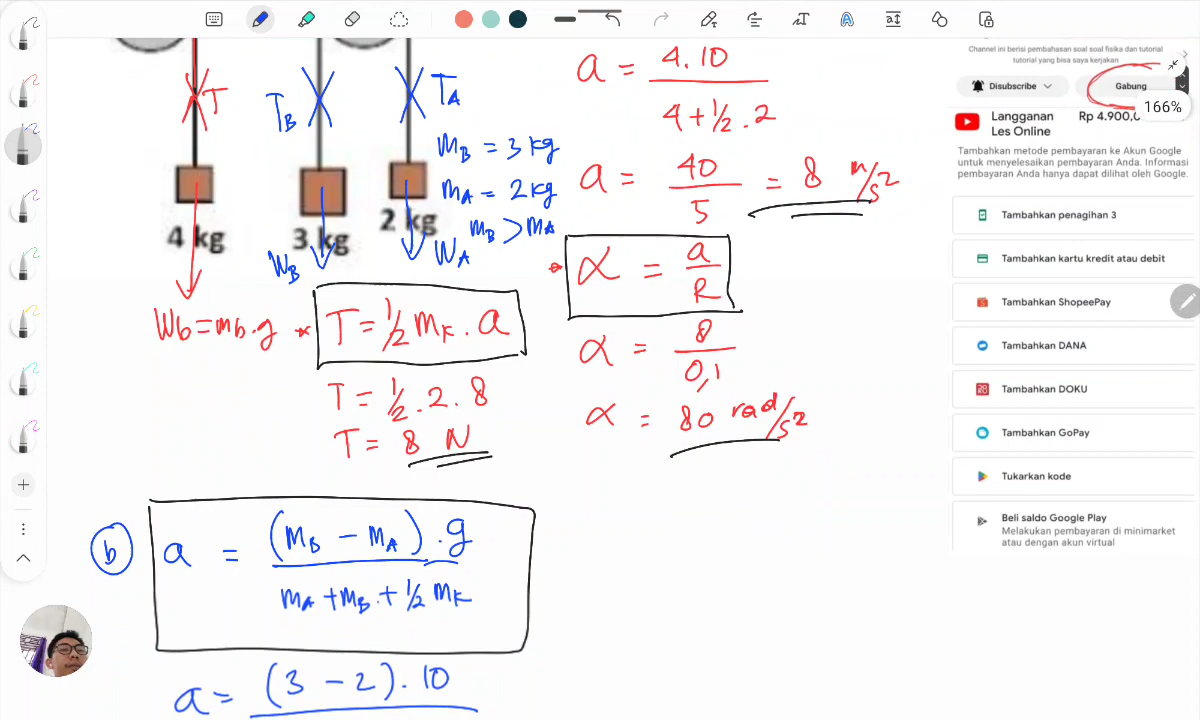 T
T_B
T_A
4 kg
3 kg
2 kg
m_B = 3 kg
m_A = 2 kg
m_B > m_A
W_B
W_A
Wb = mb.g
* T = 1/2 m_K . a
T = 1/2 . 2 . 8
T = 8 N
a = 4.10 / 4 + 1/2 . 2
a = 40 / 5 = 8 m/s2
α = a / R
α = 8 / 0,1
α = 80 rad/s2
b
a = (m_B - m_A) . g / m_A + m_B + 1/2 m_K
a = (3 - 2) . 10
Channel ini berisi pembahasan soal soal fisika dan tutorial
tutorial yang bisa saya kerjakan
Disubscribe
Gabung
166%
Langganan Rp 4.900,0
Les Online
Tambahkan metode pembayaran ke Akun Google
untuk menyelesaikan pembayaran Anda. Informasi
pembayaran Anda hanya dapat dilihat oleh Google.
Tambahkan penagihan 3
Tambahkan kartu kredit atau debit
Tambahkan ShopeePay
Tambahkan DANA
Tambahkan DOKU
Tambahkan GoPay
Tukarkan kode
Beli saldo Google Play
Melakukan pembayaran di minimarket
atau dengan akun virtual